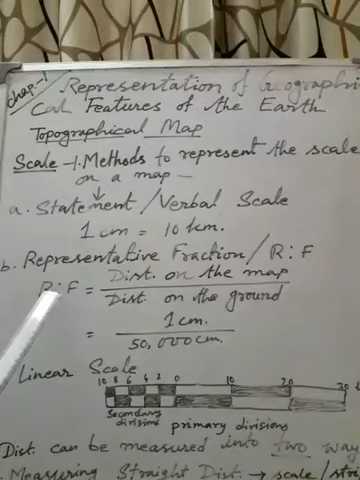 chap-1
Representation of Geographi-
cal Features of the Earth
Topographical Map
Scale → 1. Methods to represent the scale
on a map -
a. Statement / Verbal Scale
1 cm = 10 km.
b. Representative Fraction / R:F
R:F = Dist. on the map
Dist. on the ground
= 1 cm.
50,000 cm.
Linear Scale
10 8 6 4 2 0 10 20 30
Secondary
divisions primary divisions
Dist. can be measured into two way
Measuring Straight Dist. → scale/